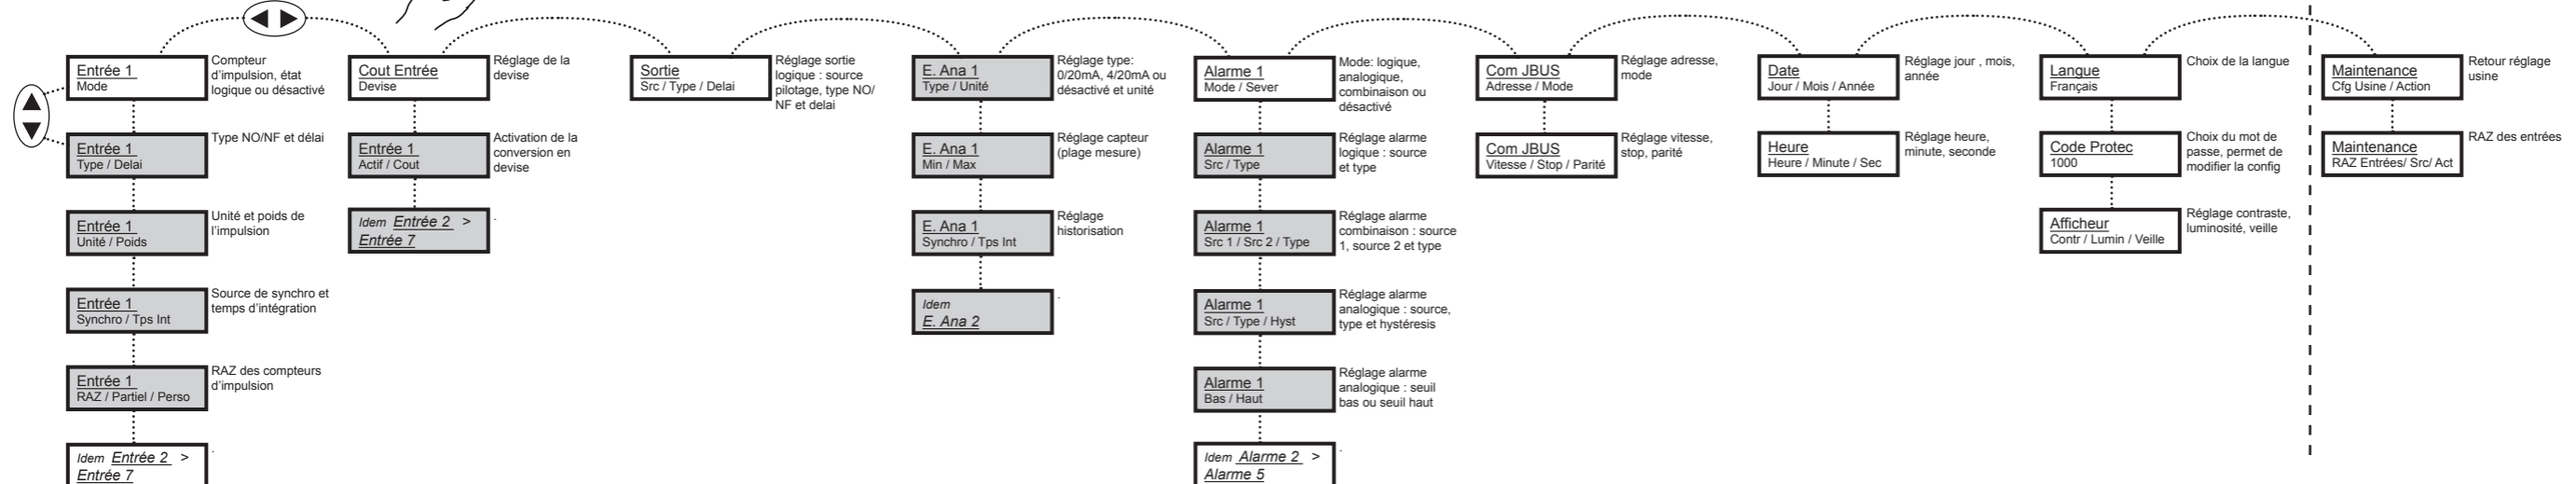 Entrée 1
Mode
Compteur
d'impulsion, état
logique ou désactivé
Entrée 1
Type / Delai
Type NO/NF et délai
Entrée 1
Unité / Poids
Unité et poids de
l'impulsion
Entrée 1
Synchro / Tps Int
Source de synchro et
temps d'intégration
Entrée 1
RAZ / Partiel / Perso
RAZ des compteurs
d'impulsion
Idem Entrée 2 >
Entrée 7
.
Cout Entrée
Devise
Réglage de la
devise
Entrée 1
Actif / Cout
Activation de la
conversion en
devise
Idem Entrée 2 >
Entrée 7
.
Sortie
Src / Type / Delai
Réglage sortie
logique : source
pilotage, type NO/
NF et delai
E. Ana 1
Type / Unité
Réglage type:
0/20mA, 4/20mA ou
désactivé et unité
E. Ana 1
Min / Max
Réglage capteur
(plage mesure)
E. Ana 1
Synchro / Tps Int
Réglage
historisation
Idem
E. Ana 2
.
Alarme 1
Mode / Sever
Mode: logique,
analogique,
combinaison ou
désactivé
Alarme 1
Src / Type
Réglage alarme
logique : source
et type
Alarme 1
Src 1 / Src 2 / Type
Réglage alarme
combinaison : source
1, source 2 et type
Alarme 1
Src / Type / Hyst
Réglage alarme
analogique : source,
type et hystéresis
Alarme 1
Bas / Haut
Réglage alarme
analogique : seuil
bas ou seuil haut
Idem Alarme 2 >
Alarme 5
.
Com JBUS
Adresse / Mode
Réglage adresse,
mode
Com JBUS
Vitesse / Stop / Parité
Réglage vitesse,
stop, parité
Date
Jour / Mois / Année
Réglage jour , mois,
année
Heure
Heure / Minute / Sec
Réglage heure,
minute, seconde
Langue
Français
Choix de la langue
Code Protec
1000
Choix du mot de
passe, permet de
modifier la config
Afficheur
Contr / Lumin / Veille
Réglage contraste,
luminosité, veille
Maintenance
Cfg Usine / Action
Retour réglage
usine
Maintenance
RAZ Entrées/ Src/ Act
RAZ des entrées